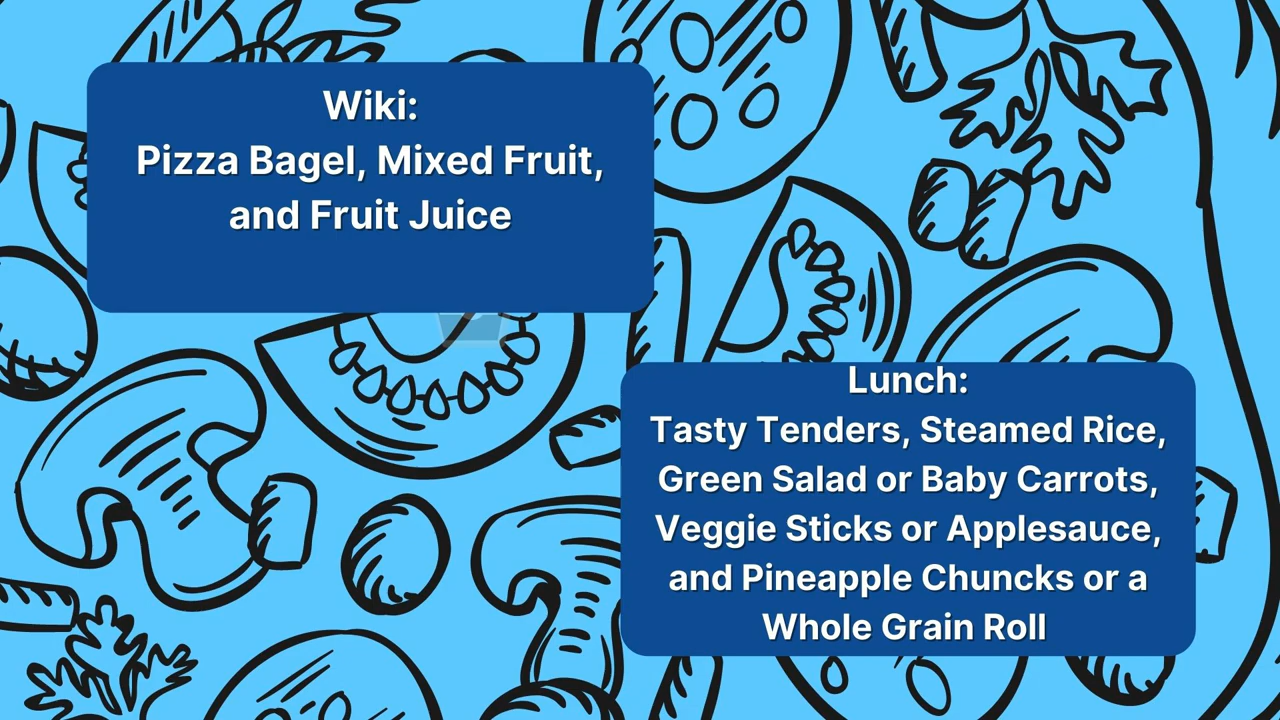 Wiki:
Pizza Bagel, Mixed Fruit,
and Fruit Juice
Lunch:
Tasty Tenders, Steamed Rice,
Green Salad or Baby Carrots,
Veggie Sticks or Applesauce,
and Pineapple Chuncks or a
Whole Grain Roll